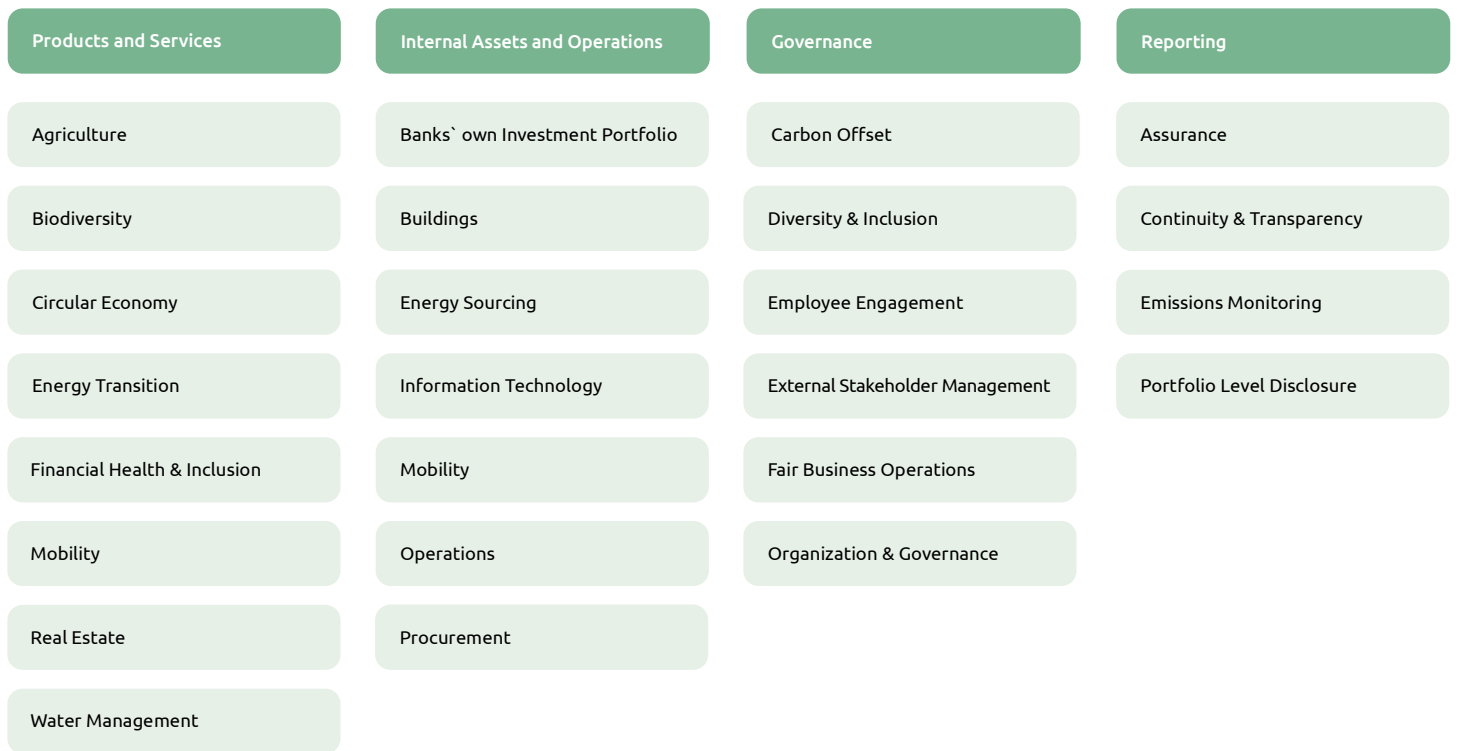 Products and Services
Agriculture
Biodiversity
Circular Economy
Energy Transition
Financial Health & Inclusion
Mobility
Real Estate
Water Management
Internal Assets and Operations
Banks` own Investment Portfolio
Buildings
Energy Sourcing
Information Technology
Mobility
Operations
Procurement
Governance
Carbon Offset
Diversity & Inclusion
Employee Engagement
External Stakeholder Management
Fair Business Operations
Organization & Governance
Reporting
Assurance
Continuity & Transparency
Emissions Monitoring
Portfolio Level Disclosure